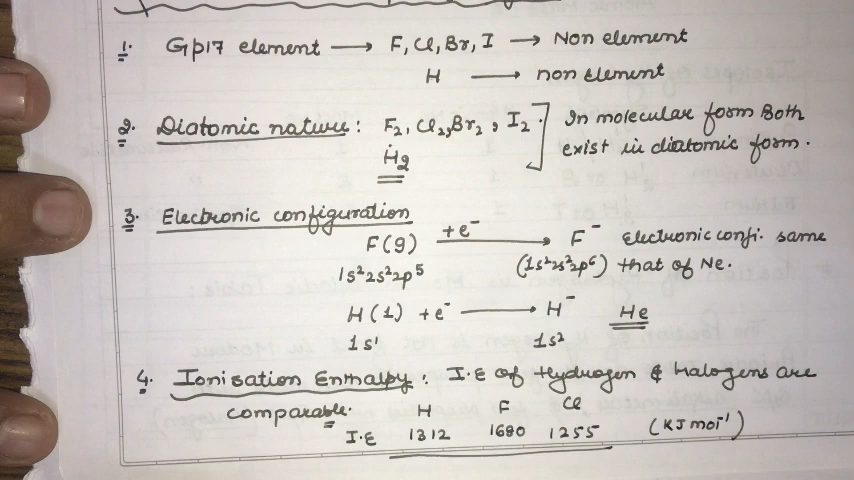 1. Gp17 element → F, Cl, Br, I → Non element
H → non element
2. Diatomic nature: F₂, Cl₂, Br₂, I₂. In molecular form Both
H₂ exist in diatomic form.
3. Electronic configuration
F(9) +e⁻ → F⁻ electronic confi. same
1s²2s²2p⁵ (1s²2s²2p⁶) that of Ne.
H(1) +e⁻ → H⁻ He
1s¹ 1s²
4. Ionisation Enthalpy: I.E of Hydrogen & Halogens are
comparable. H F Cl
I.E 1312 1680 1255 (KJ mol⁻¹)